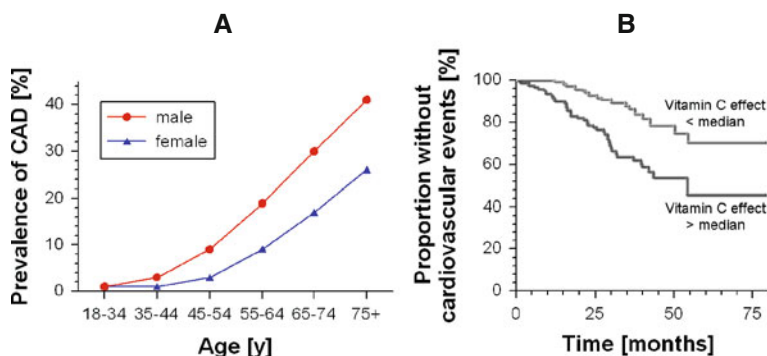 A
Prevalence of CAD [%]
40
30
20
10
0
male
female
18-34 35-44 45-54 55-64 65-74 75+
Age [y]
B
Proportion without
cardiovascular events [%]
100
80
60
40
20
0
Vitamin C effect
< median
Vitamin C effect
> median
0 25 50 75
Time [months]